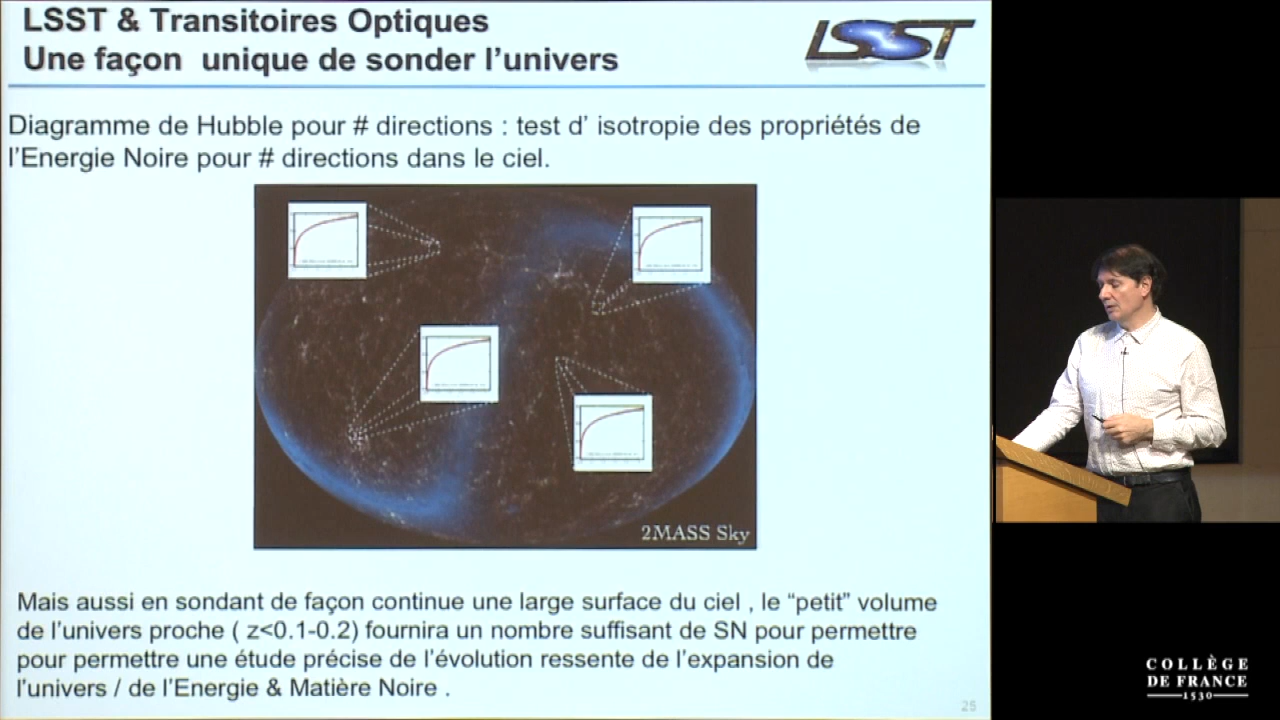 LSST & Transitoires Optiques
Une façon unique de sonder l'univers
LSST
Diagramme de Hubble pour # directions : test d' isotropie des propriétés de
l'Energie Noire pour # directions dans le ciel.
2MASS Sky
Mais aussi en sondant de façon continue une large surface du ciel , le "petit" volume
de l'univers proche ( z<0.1-0.2) fournira un nombre suffisant de SN pour permettre
pour permettre une étude précise de l'évolution ressente de l'expansion de
l'univers / de l'Energie & Matière Noire .
25
COLLÈGE
DE FRANCE
1530